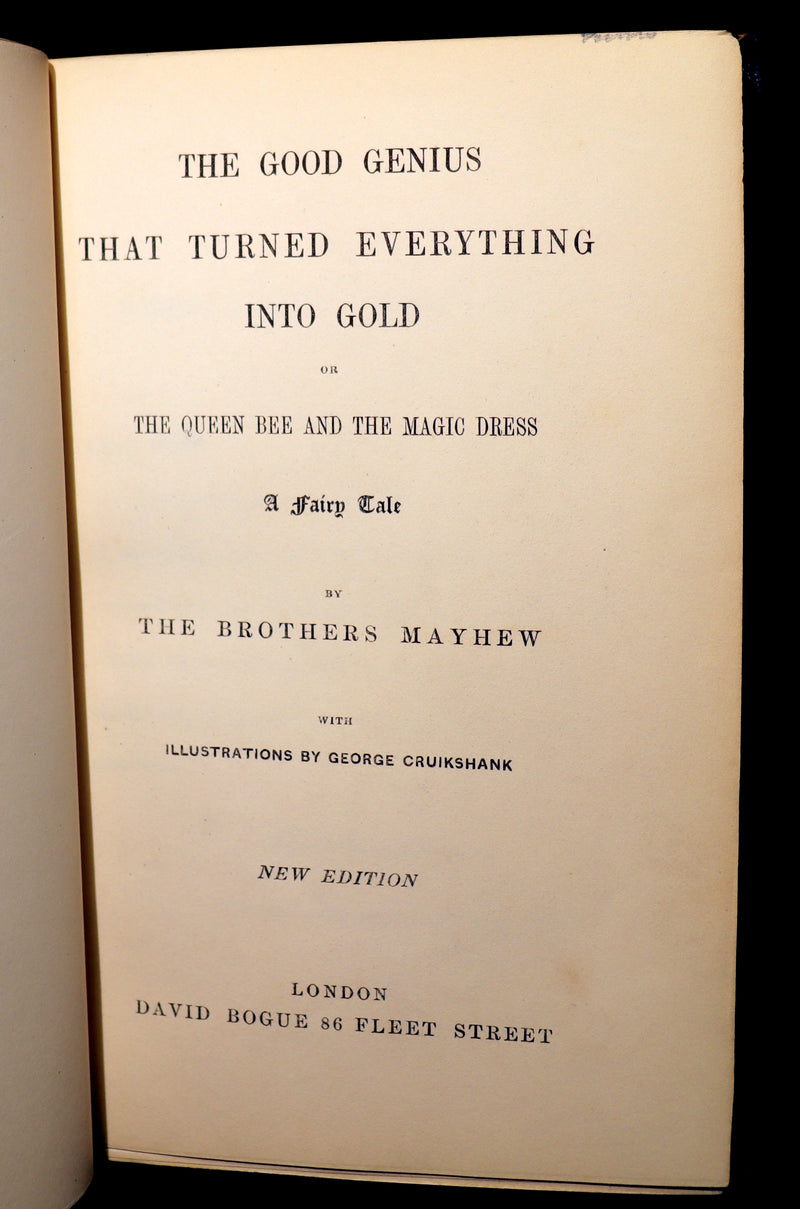 THE GOOD GENIUS
THAT TURNED EVERYTHING
INTO GOLD
OR
THE QUEEN BEE AND THE MAGIC DRESS
A Fairy Tale
BY
THE BROTHERS MAYHEW
WITH
ILLUSTRATIONS BY GEORGE CRUIKSHANK
NEW EDITION
LONDON
DAVID BOGUE 86 FLEET STREET